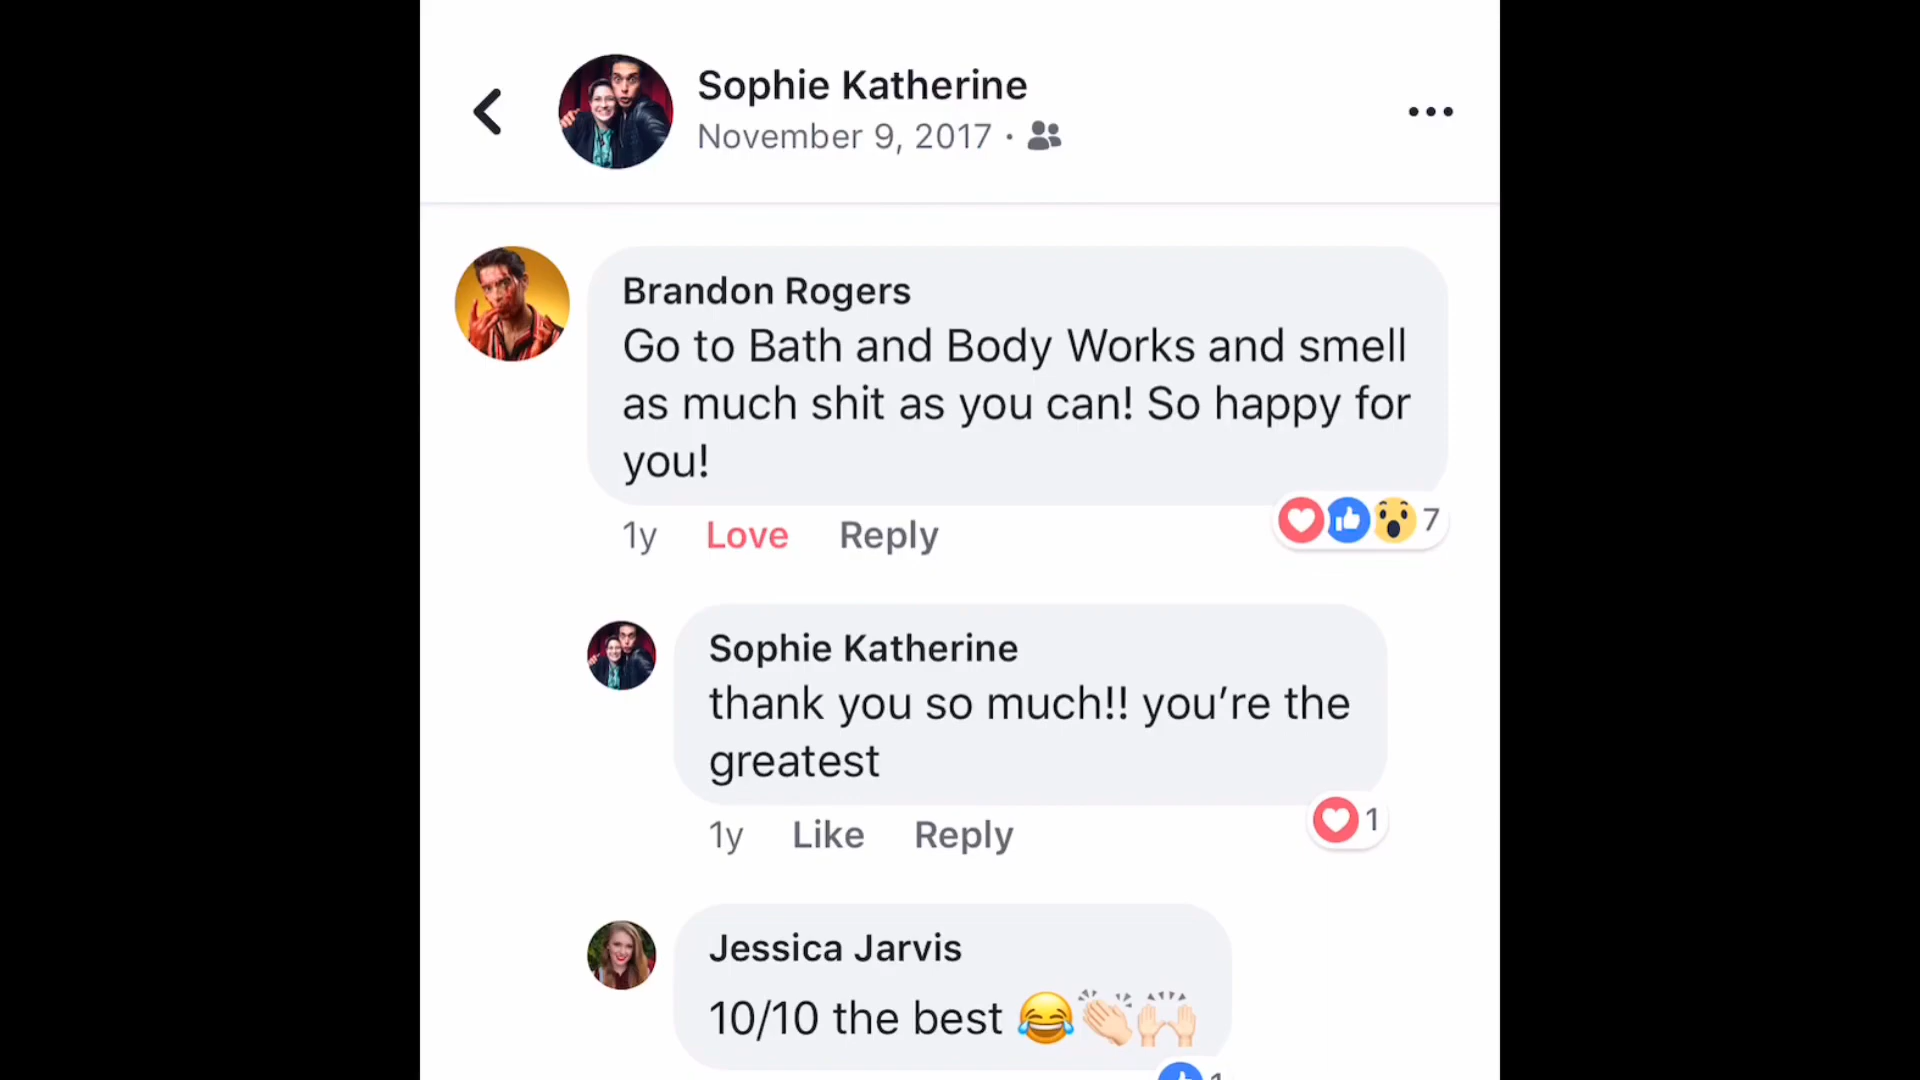 Sophie Katherine
November 9, 2017 ·
Brandon Rogers
Go to Bath and Body Works and smell
as much shit as you can! So happy for
you!
1y Love Reply 7
Sophie Katherine
thank you so much!! you're the
greatest
1y Like Reply 1
Jessica Jarvis
10/10 the best 😂👏🏻🙌🏻
1